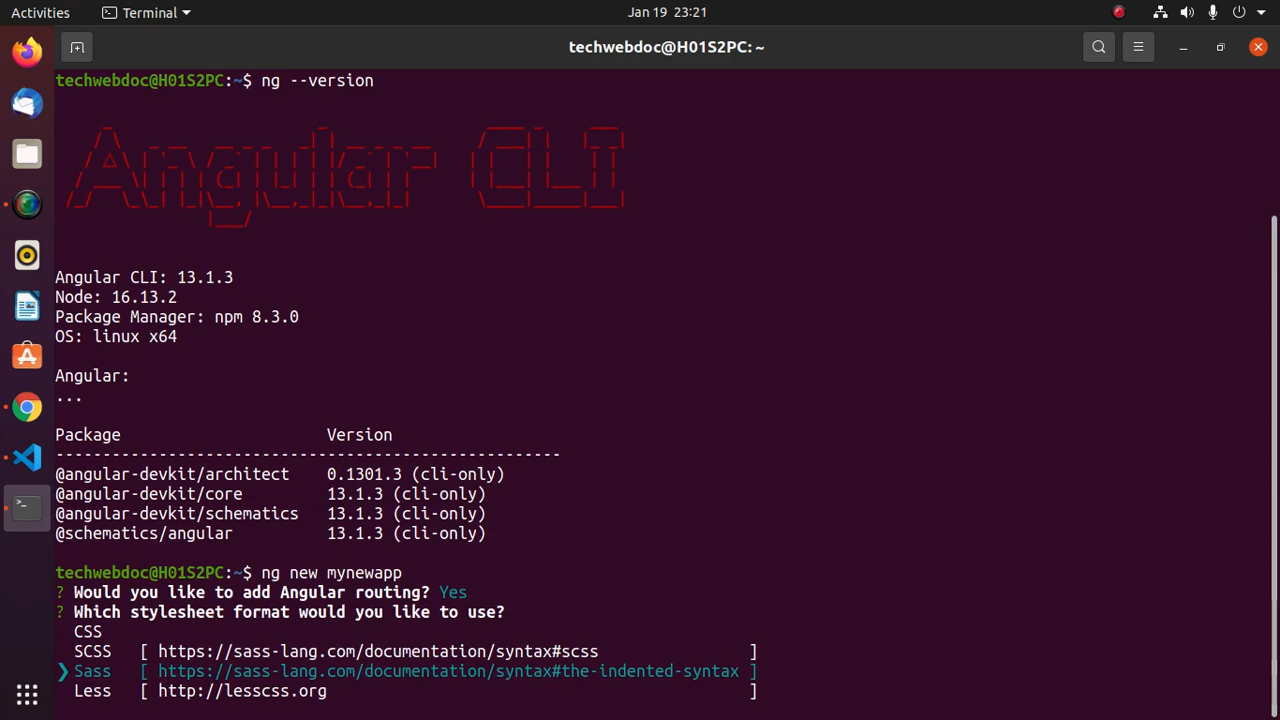 Activities
Terminal
Jan 19 23:21
techwebdoc@H01S2PC: ~
techwebdoc@H01S2PC:~$ ng --version
Angular CLI
Angular CLI: 13.1.3
Node: 16.13.2
Package Manager: npm 8.3.0
OS: linux x64
Angular:
...
Package Version
------------------------------------------------------
@angular-devkit/architect 0.1301.3 (cli-only)
@angular-devkit/core 13.1.3 (cli-only)
@angular-devkit/schematics 13.1.3 (cli-only)
@schematics/angular 13.1.3 (cli-only)
techwebdoc@H01S2PC:~$ ng new mynewapp
? Would you like to add Angular routing? Yes
? Which stylesheet format would you like to use?
CSS
SCSS [ https://sass-lang.com/documentation/syntax#scss ]
❯ Sass [ https://sass-lang.com/documentation/syntax#the-indented-syntax ]
Less [ http://lesscss.org ]